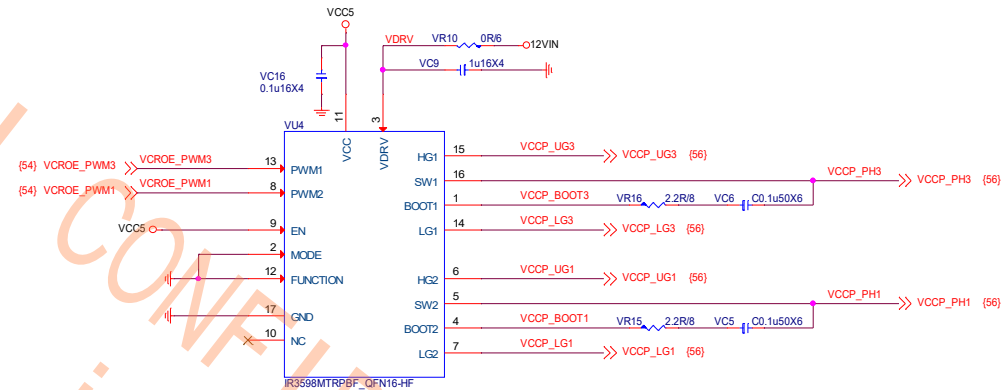 VCC5
VDRV VR10 0R/6 12VIN
VC9 1u16X4
VC16
0.1u16X4
VU4
11 3
VCC VDRV
{54} VCROE_PWM3 VCROE_PWM3 13 PWM1 HG1 15 VCCP_UG3 VCCP_UG3 {56}
SW1 16 VCCP_PH3 VCCP_PH3 {56}
{54} VCROE_PWM1 VCROE_PWM1 8 PWM2 BOOT1 1 VCCP_BOOT3 VR16 2.2R/8 VC6 C0.1u50X6
VCC5 9 EN LG1 14 VCCP_LG3 VCCP_LG3 {56}
2 MODE
12 FUNCTION HG2 6 VCCP_UG1 VCCP_UG1 {56}
SW2 5 VCCP_PH1 VCCP_PH1 {56}
17 GND BOOT2 4 VCCP_BOOT1 VR15 2.2R/8 VC5 C0.1u50X6
10 NC LG2 7 VCCP_LG1 VCCP_LG1 {56}
IR3598MTRPBF_QFN16-HF